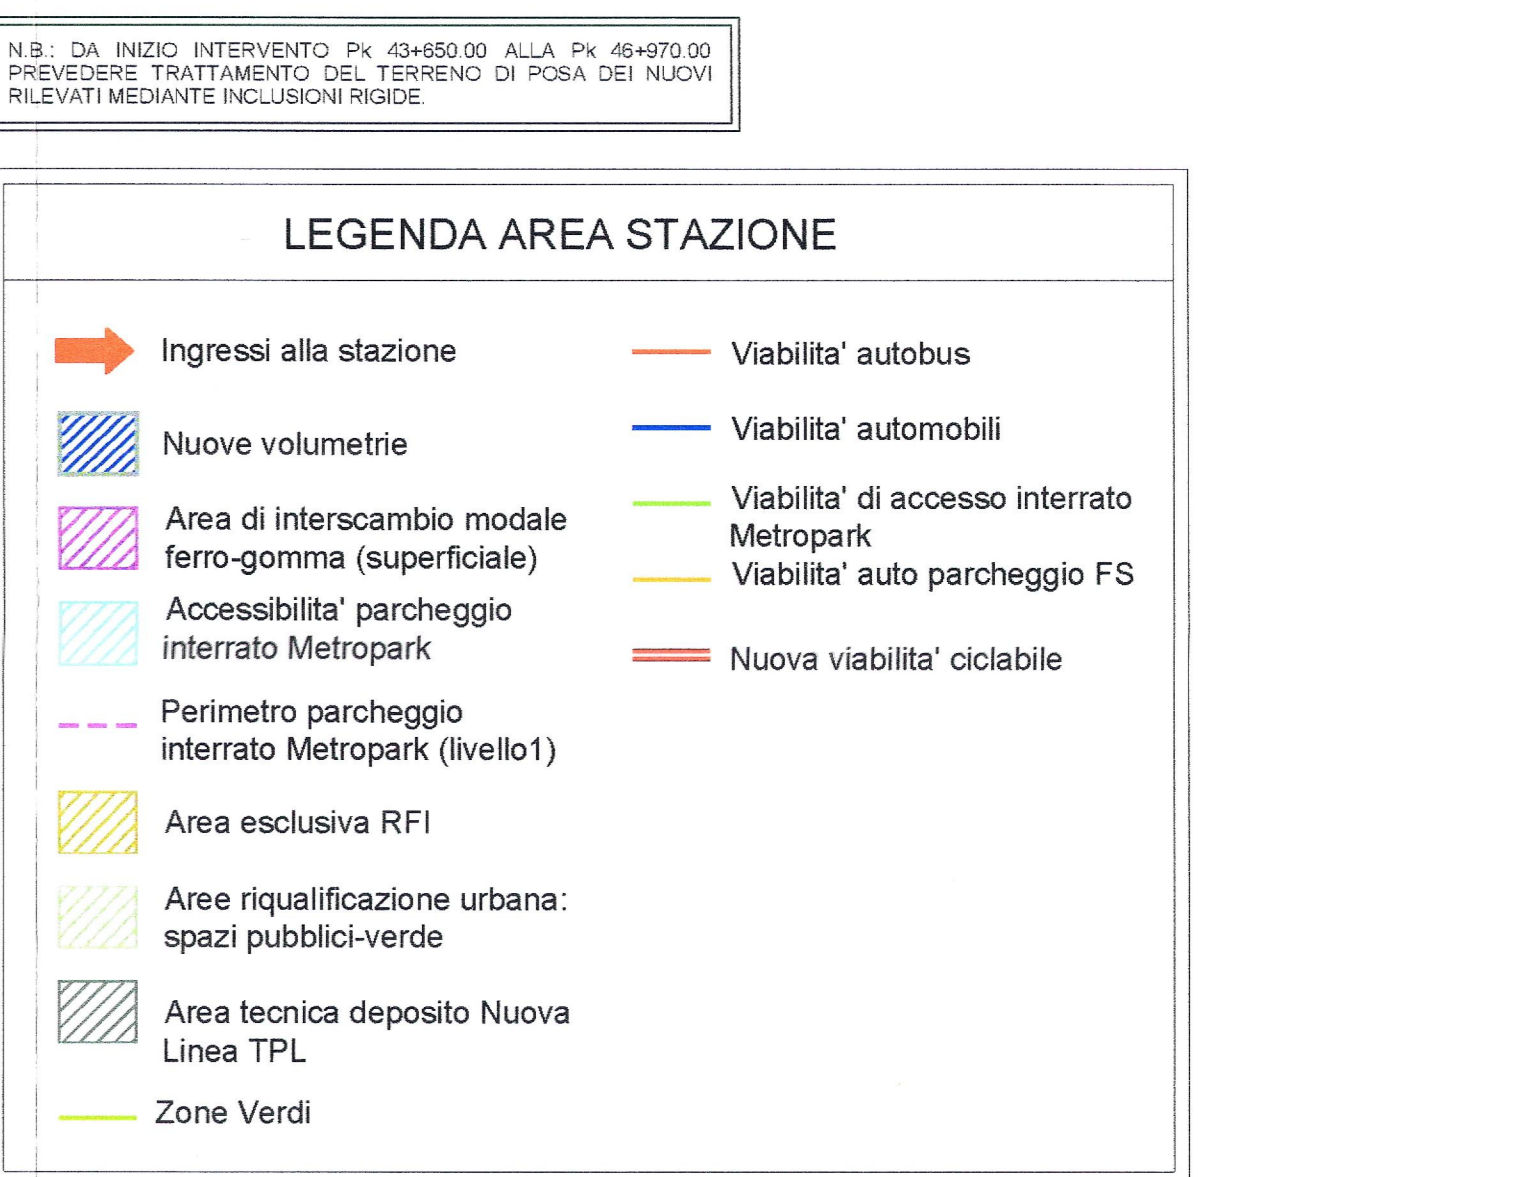 N.B.: DA INIZIO INTERVENTO Pk 43+650.00 ALLA Pk 46+970.00
PREVEDERE TRATTAMENTO DEL TERRENO DI POSA DEI NUOVI
RILEVATI MEDIANTE INCLUSIONI RIGIDE.
LEGENDA AREA STAZIONE
Ingressi alla stazione
Nuove volumetrie
Area di interscambio modale
ferro-gomma (superficiale)
Accessibilita' parcheggio
interrato Metropark
Perimetro parcheggio
interrato Metropark (livello1)
Area esclusiva RFI
Aree riqualificazione urbana:
spazi pubblici-verde
Area tecnica deposito Nuova
Linea TPL
Zone Verdi
Viabilita' autobus
Viabilita' automobili
Viabilita' di accesso interrato
Metropark
Viabilita' auto parcheggio FS
Nuova viabilita' ciclabile